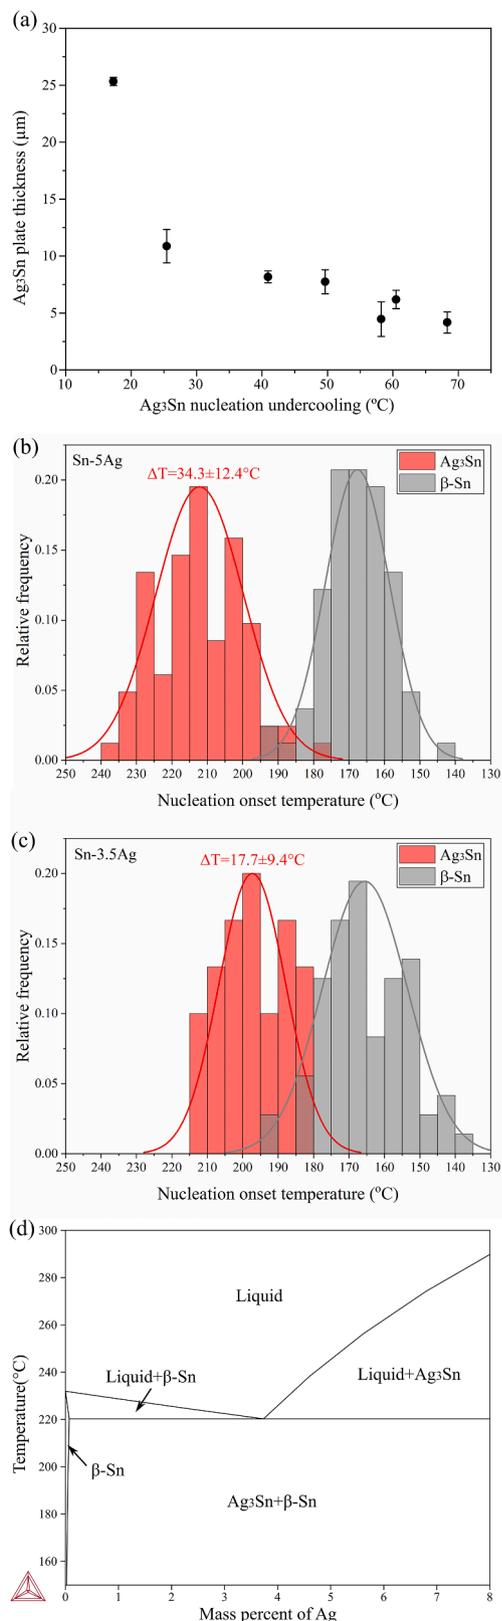 (a)
30
25
20
15
10
5
0
Ag3Sn plate thickness (μm)
10 20 30 40 50 60 70
Ag3Sn nucleation undercooling (ºC)
(b)
Sn-5Ag
ΔT=34.3±12.4°C
Ag3Sn
β-Sn
0.20
0.15
0.10
0.05
0.00
Relative frequency
250 230 220 210 200 190 180 170 160 150 140 130
Nucleation onset temperature (ºC)
(c)
Sn-3.5Ag
ΔT=17.7±9.4°C
Ag3Sn
β-Sn
0.20
0.15
0.10
0.05
0.00
Relative frequency
250 250 230 220 210 200 190 180 170 160 150 140 130
Nucleation onset temperature (ºC)
(d)
300
280
260
240
220
200
180
160
Temperature(°C)
Liquid
Liquid+Ag3Sn
Liquid+β-Sn
β-Sn
Ag3Sn+β-Sn
0 1 2 3 4 5 6 7 8
Mass percent of Ag